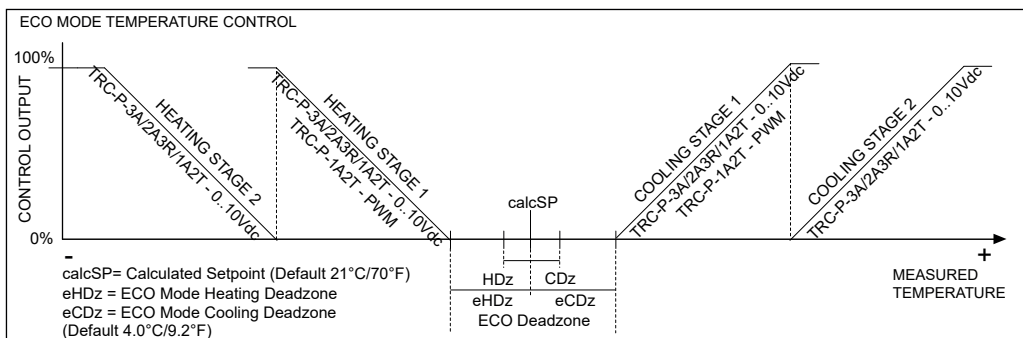 ECO MODE TEMPERATURE CONTROL
100%
CONTROL OUTPUT
0%
HEATING STAGE 2
TRC-P-3A/2A3R/1A2T - 0..10Vdc
HEATING STAGE 1
TRC-P-3A/2A3R/1A2T - 0..10Vdc
TRC-P-1A2T - PWM
calcSP
COOLING STAGE 1
TRC-P-3A/2A3R/1A2T - 0..10Vdc
TRC-P-1A2T - PWM
COOLING STAGE 2
TRC-P-3A/2A3R/1A2T - 0..10Vdc
-
+
calcSP= Calculated Setpoint (Default 21°C/70°F)
eHDz = ECO Mode Heating Deadzone
eCDz = ECO Mode Cooling Deadzone
(Default 4.0°C/9.2°F)
HDz CDz
eHDz eCDz
ECO Deadzone
MEASURED
TEMPERATURE